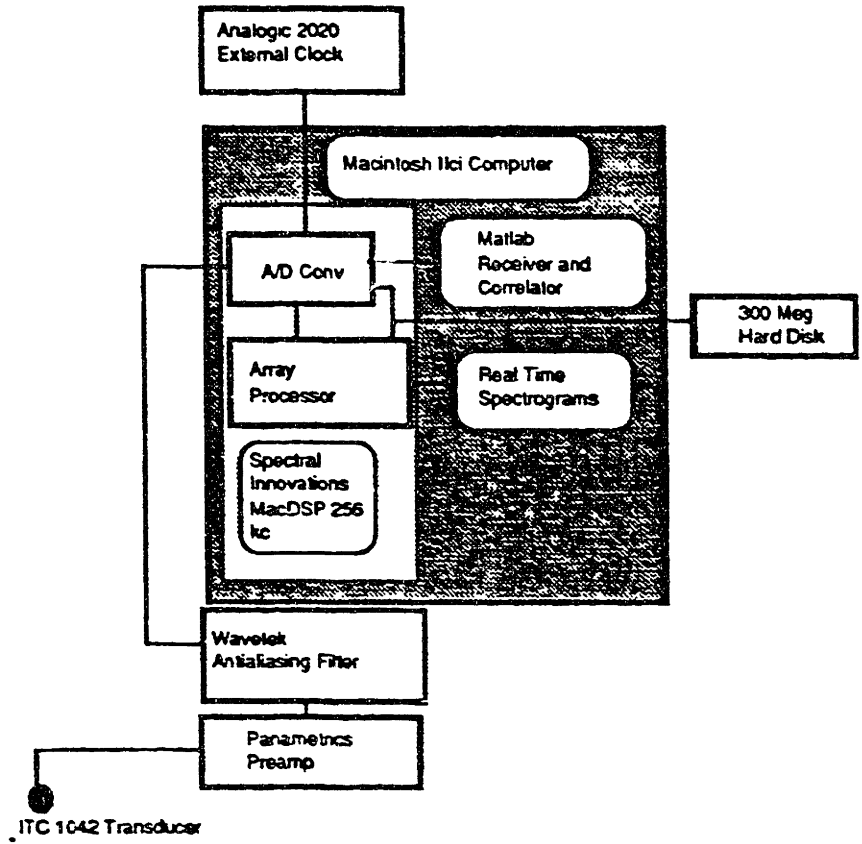 Analogic 2020
External Clock
Macintosh IIci Computer
A/D Conv
Matlab
Receiver and
Correlator
300 Meg
Hard Disk
Array
Processor
Real Time
Spectrograms
Spectral
Innovations
MacDSP 256
kc
Wavetek
Antialiasing Filter
Panametrics
Preamp
ITC 1042 Transducer